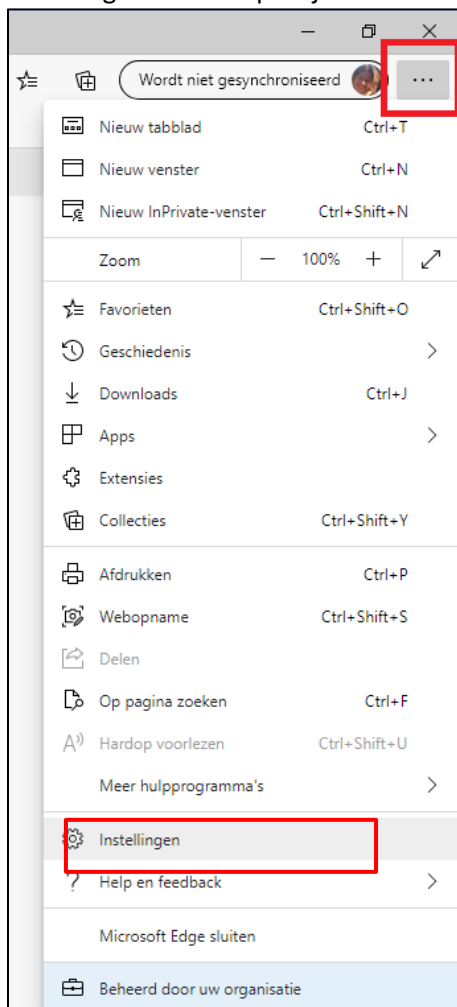 Wordt niet gesynchroniseerd
Nieuw tabblad Ctrl+T
Nieuw venster Ctrl+N
Nieuw InPrivate-venster Ctrl+Shift+N
Zoom — 100% +
Favorieten Ctrl+Shift+O
Geschiedenis
Downloads Ctrl+J
Apps
Extensies
Collecties Ctrl+Shift+Y
Afdrukken Ctrl+P
Webopname Ctrl+Shift+S
Delen
Op pagina zoeken Ctrl+F
Hardop voorlezen Ctrl+Shift+U
Meer hulpprogramma's
Instellingen
Help en feedback
Microsoft Edge sluiten
Beheerd door uw organisatie